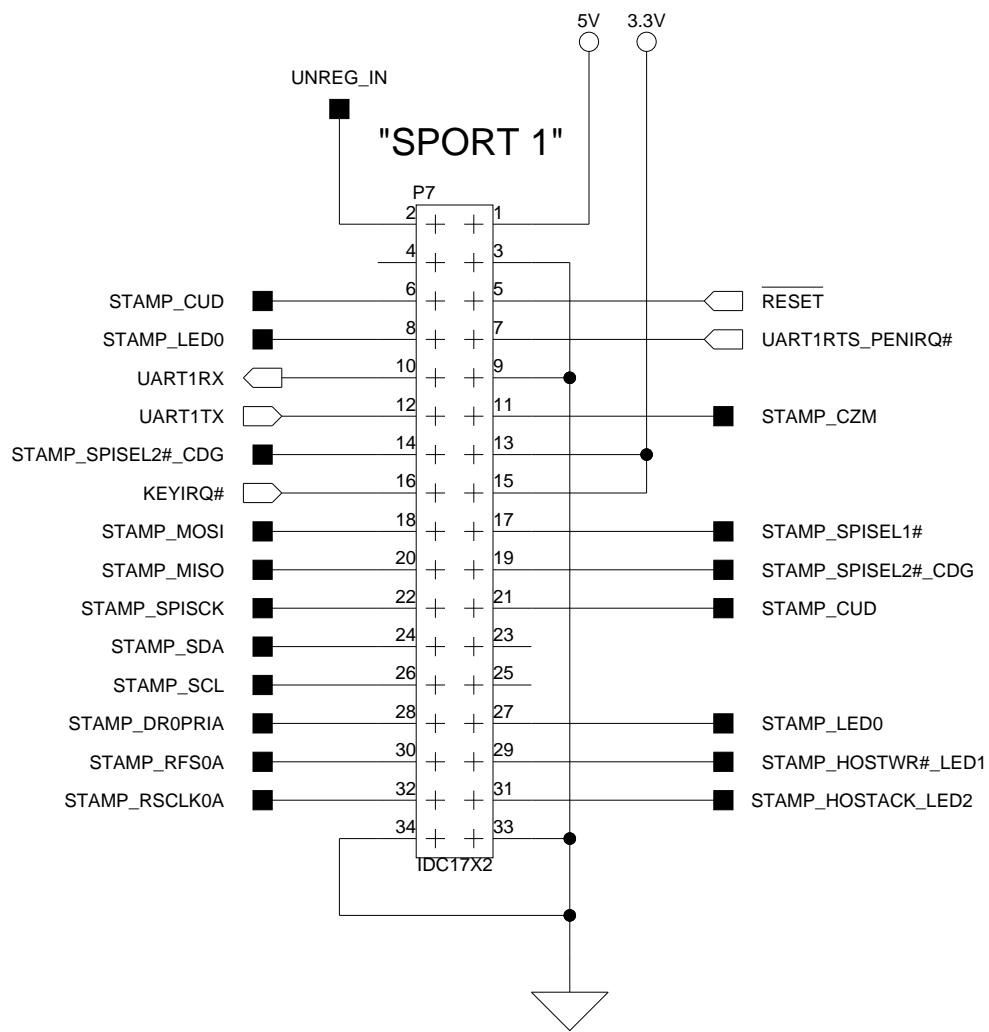 5V 3.3V
UNREG_IN
"SPORT 1"
P7
2 1
4 3
STAMP_CUD 6 5 RESET
STAMP_LED0 8 7 UART1RTS_PENIRQ#
UART1RX 10 9
UART1TX 12 11 STAMP_CZM
STAMP_SPISEL2#_CDG 14 13
KEYIRQ# 16 15
STAMP_MOSI 18 17 STAMP_SPISEL1#
STAMP_MISO 20 19 STAMP_SPISEL2#_CDG
STAMP_SPISCK 22 21 STAMP_CUD
STAMP_SDA 24 23
STAMP_SCL 26 25
STAMP_DR0PRIA 28 27 STAMP_LED0
STAMP_RFS0A 30 29 STAMP_HOSTWR#_LED1
STAMP_RSCLK0A 32 31 STAMP_HOSTACK_LED2
34 33
IDC17X2